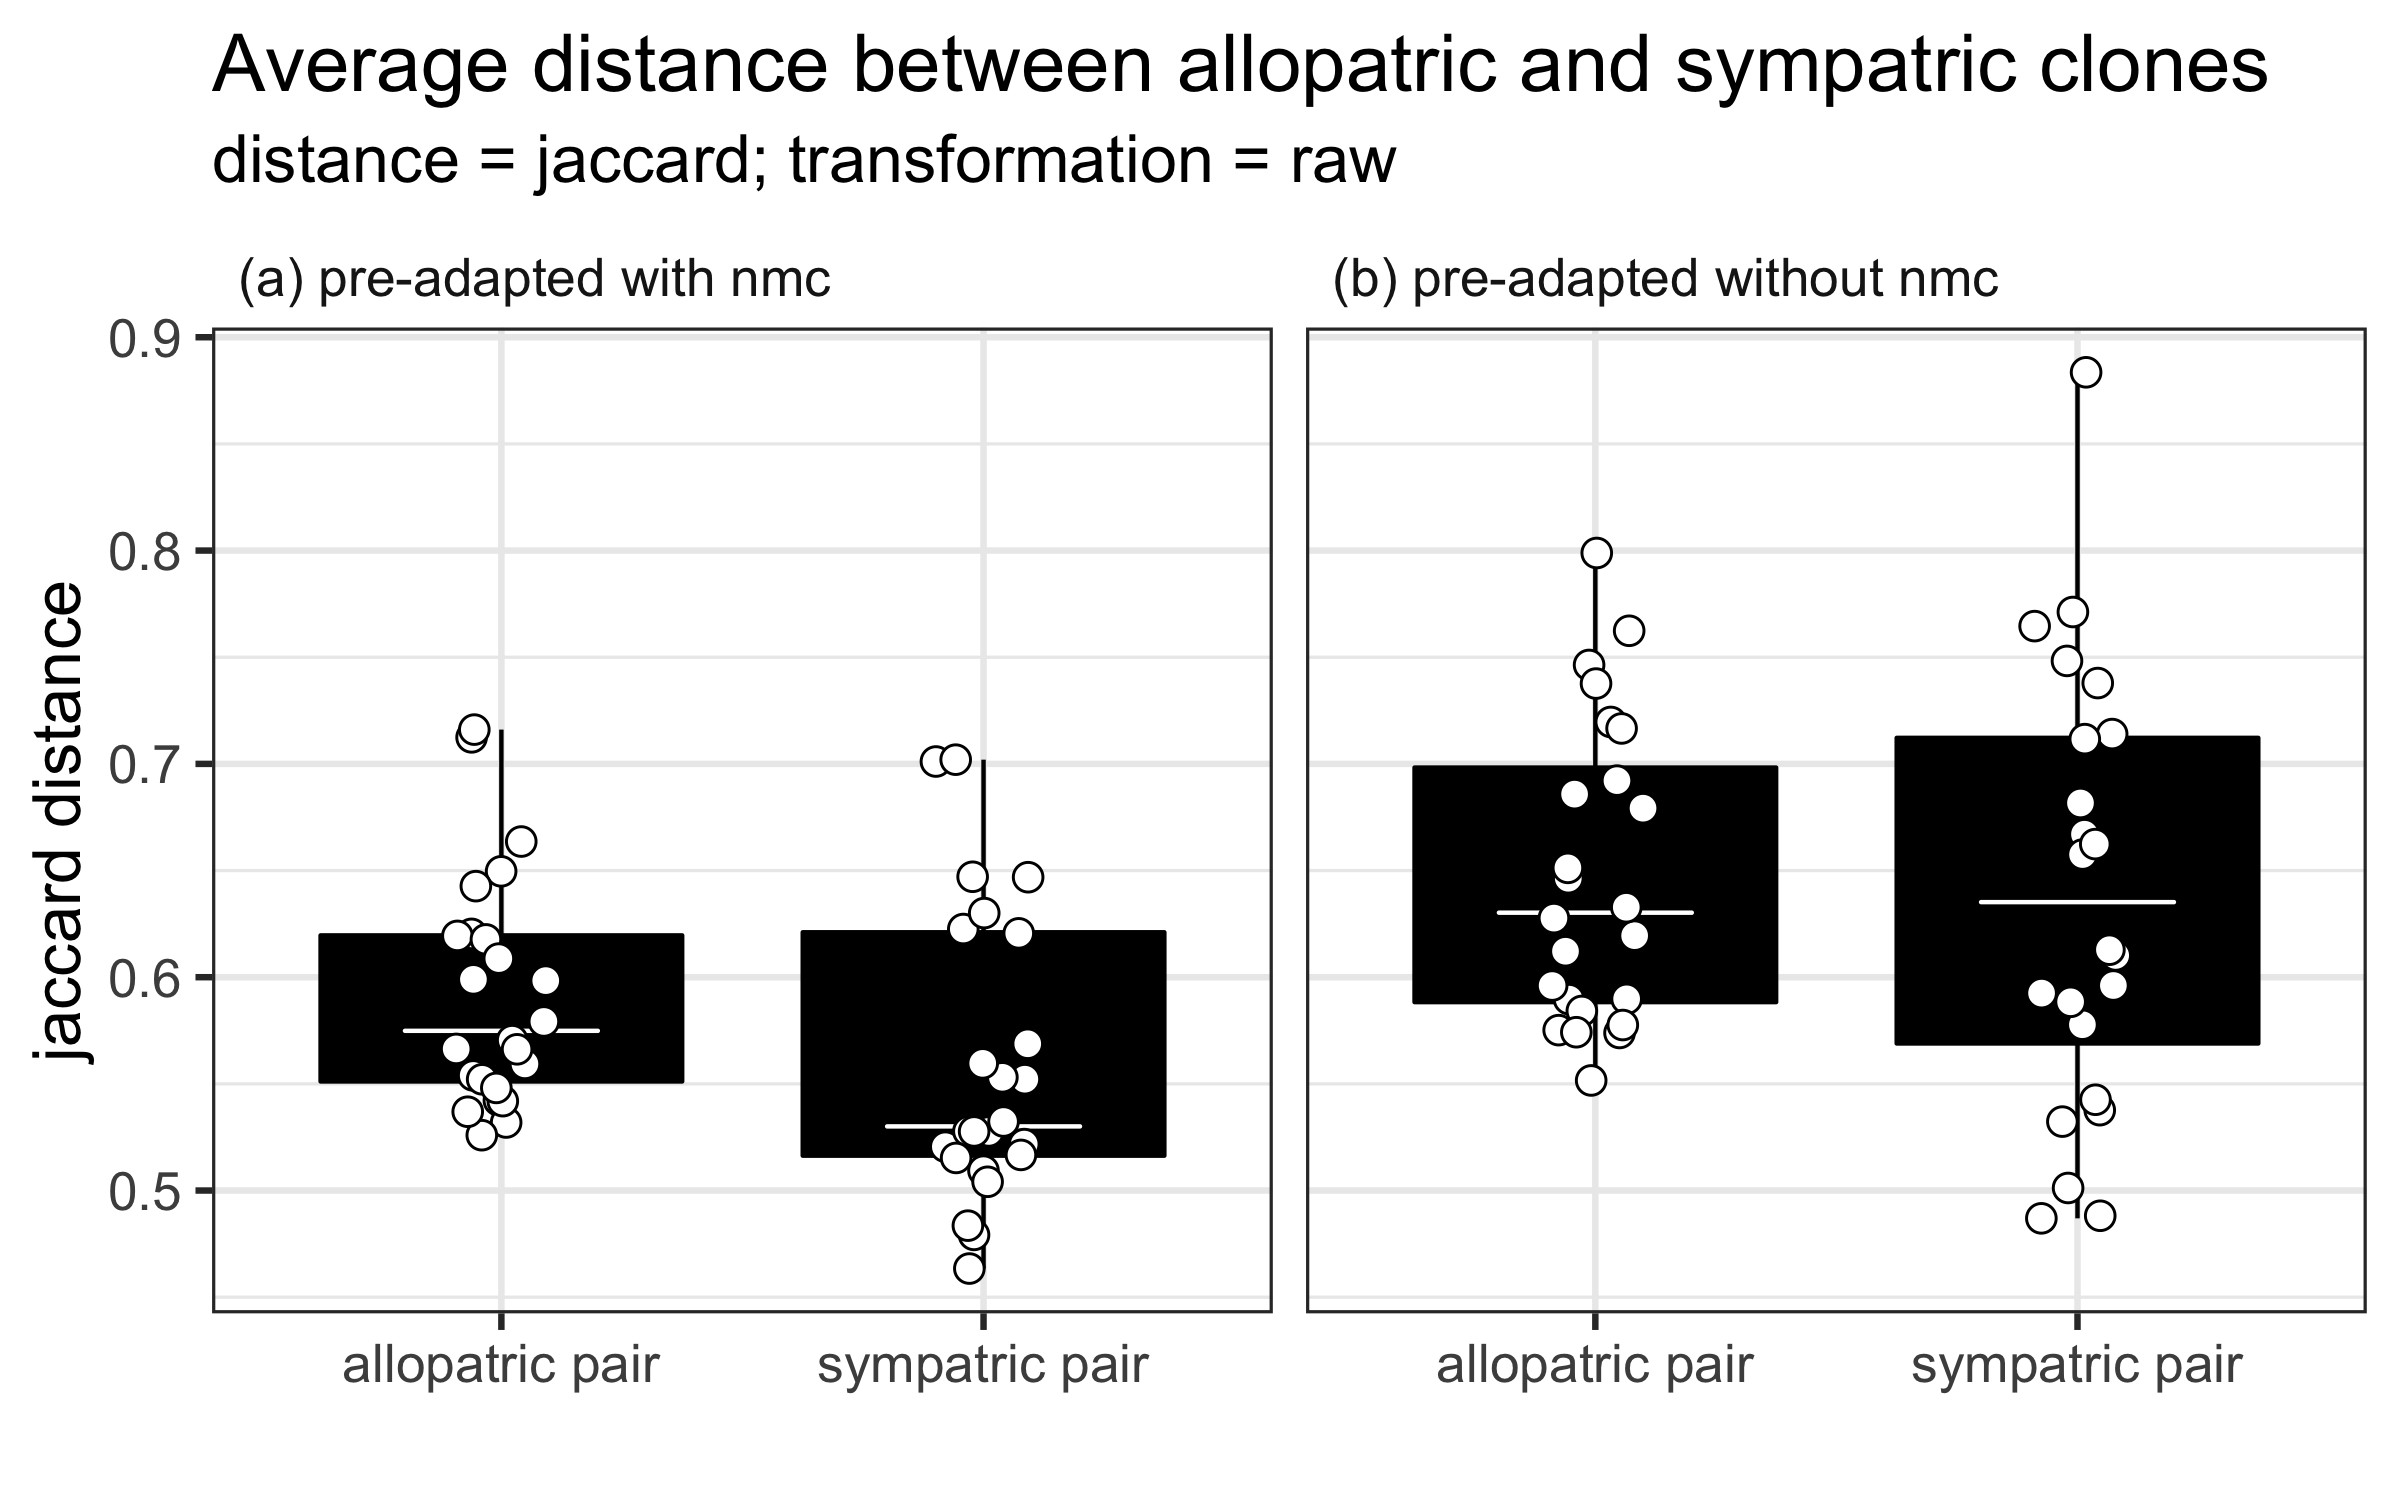 Average distance between allopatric and sympatric clones
distance = jaccard; transformation = raw
(a) pre-adapted with nmc
(b) pre-adapted without nmc
jaccard distance
0.9
0.8
0.7
0.6
0.5
allopatric pair
sympatric pair
allopatric pair
sympatric pair